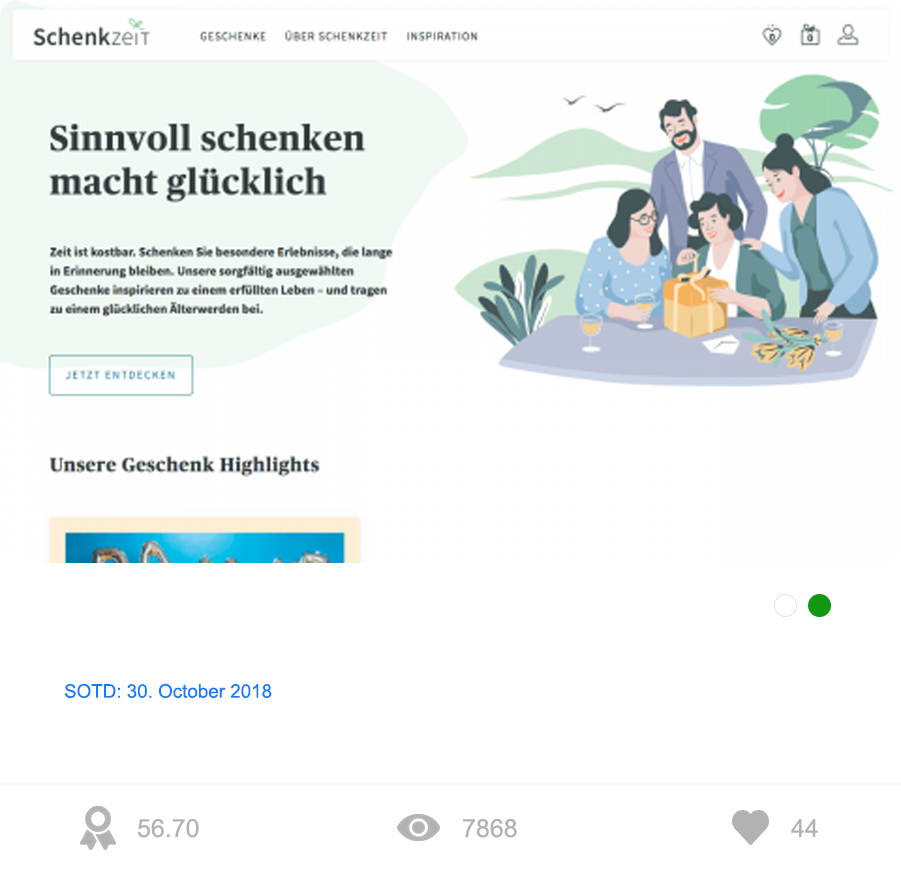 Schenkzeit
GESCHENKE ÜBER SCHENKZEIT INSPIRATION
0 0
Sinnvoll schenken
macht glücklich
Zeit ist kostbar. Schenken Sie besondere Erlebnisse, die lange
in Erinnerung bleiben. Unsere sorgfältig ausgewählten
Geschenke inspirieren zu einem erfüllten Leben – und tragen
zu einem glücklichen Älterwerden bei.
JETZT ENTDECKEN
Unsere Geschenk Highlights
SOTD: 30. October 2018
56.70 7868 44